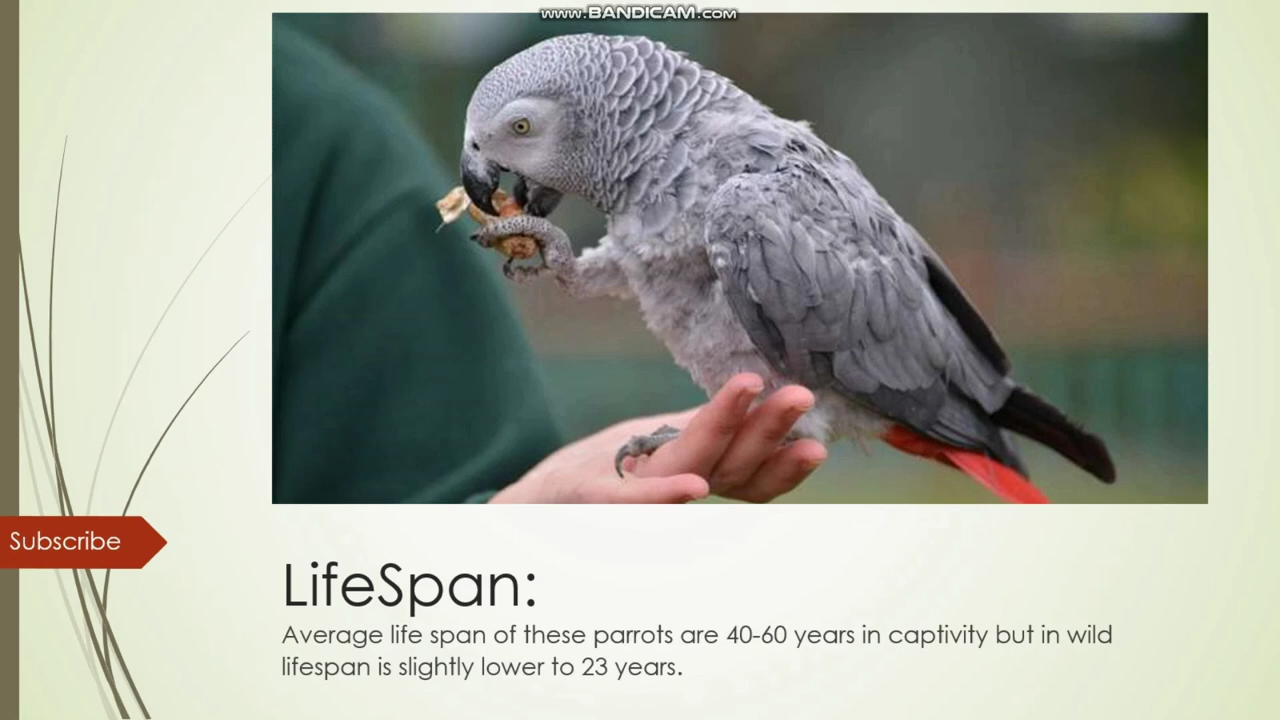 www.BANDICAM.com
Subscribe
LifeSpan:
Average life span of these parrots are 40-60 years in captivity but in wild
lifespan is slightly lower to 23 years.